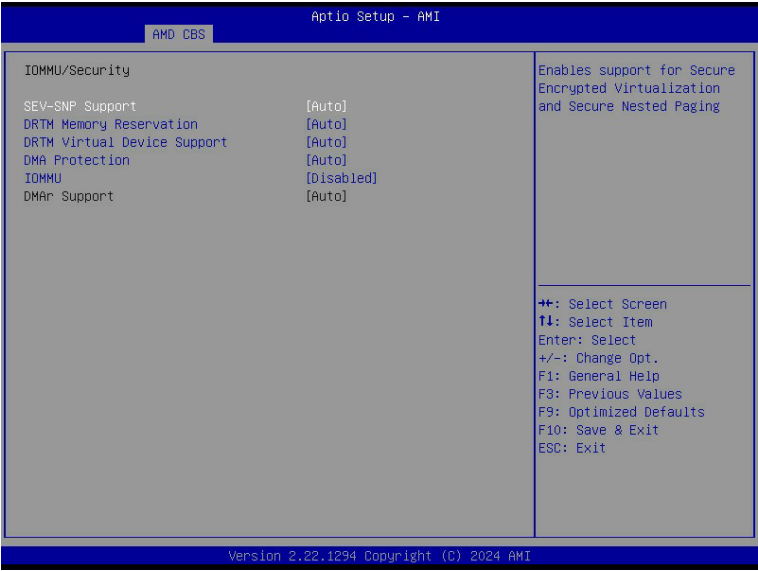 Aptio Setup – AMI
AMD CBS
IOMMU/Security
SEV-SNP Support [Auto]
DRTM Memory Reservation [Auto]
DRTM Virtual Device Support [Auto]
DMA Protection [Auto]
IOMMU [Disabled]
DMAr Support [Auto]
Enables support for Secure
Encrypted Virtualization
and Secure Nested Paging
→←: Select Screen
↑↓: Select Item
Enter: Select
+/-: Change Opt.
F1: General Help
F3: Previous Values
F9: Optimized Defaults
F10: Save & Exit
ESC: Exit
Version 2.22.1294 Copyright (C) 2024 AMI